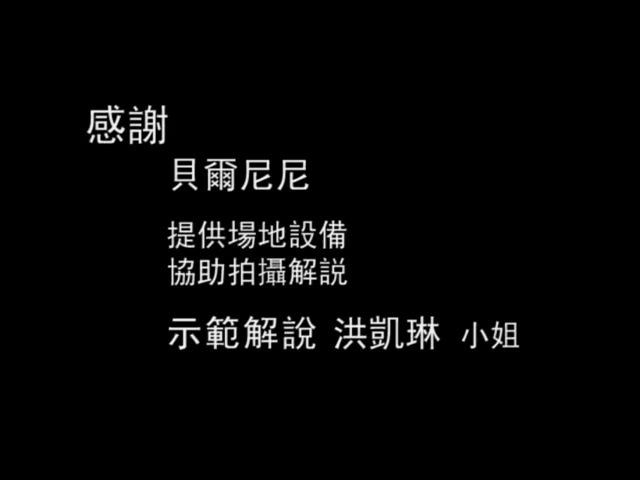 感謝
貝爾尼尼
提供場地設備
協助拍攝解說
示範解說 洪凱琳 小姐